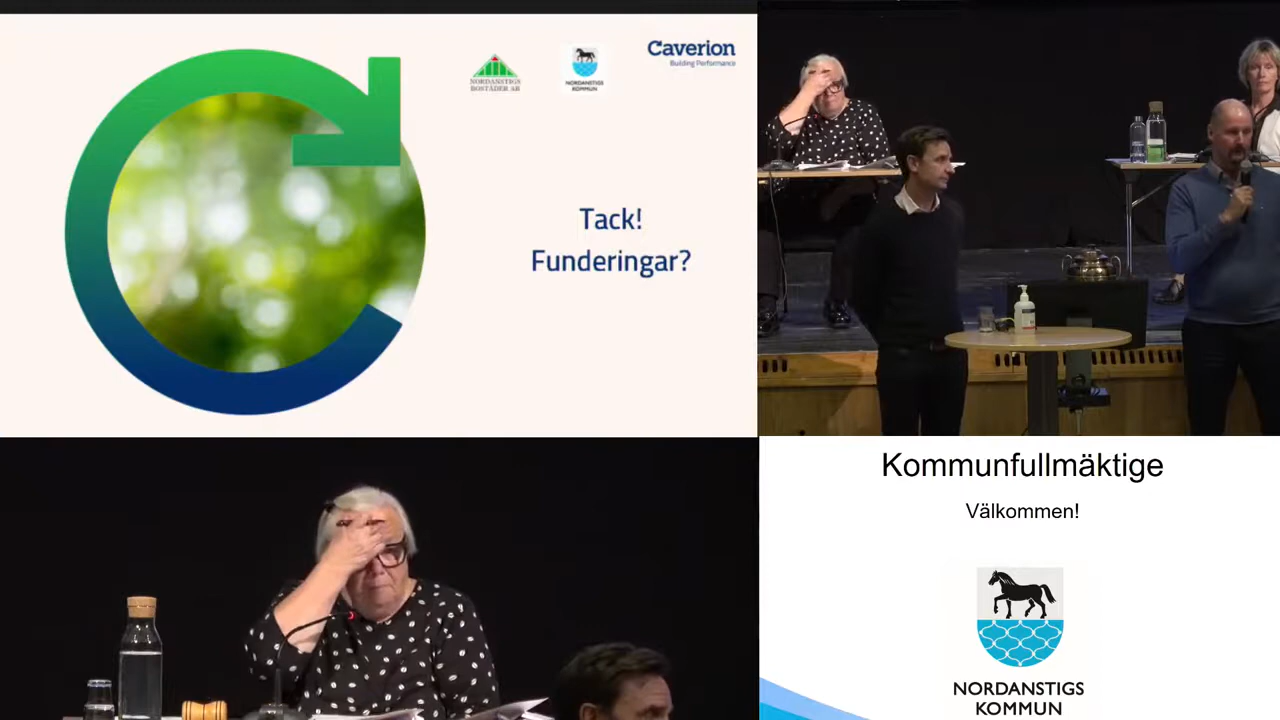 NORDANSTIGS
BOSTÄDER AB
NORDANSTIGS
KOMMUN
Caverion
Building Performance
Tack!
Funderingar?
Kommunfullmäktige
Välkommen!
NORDANSTIGS
KOMMUN